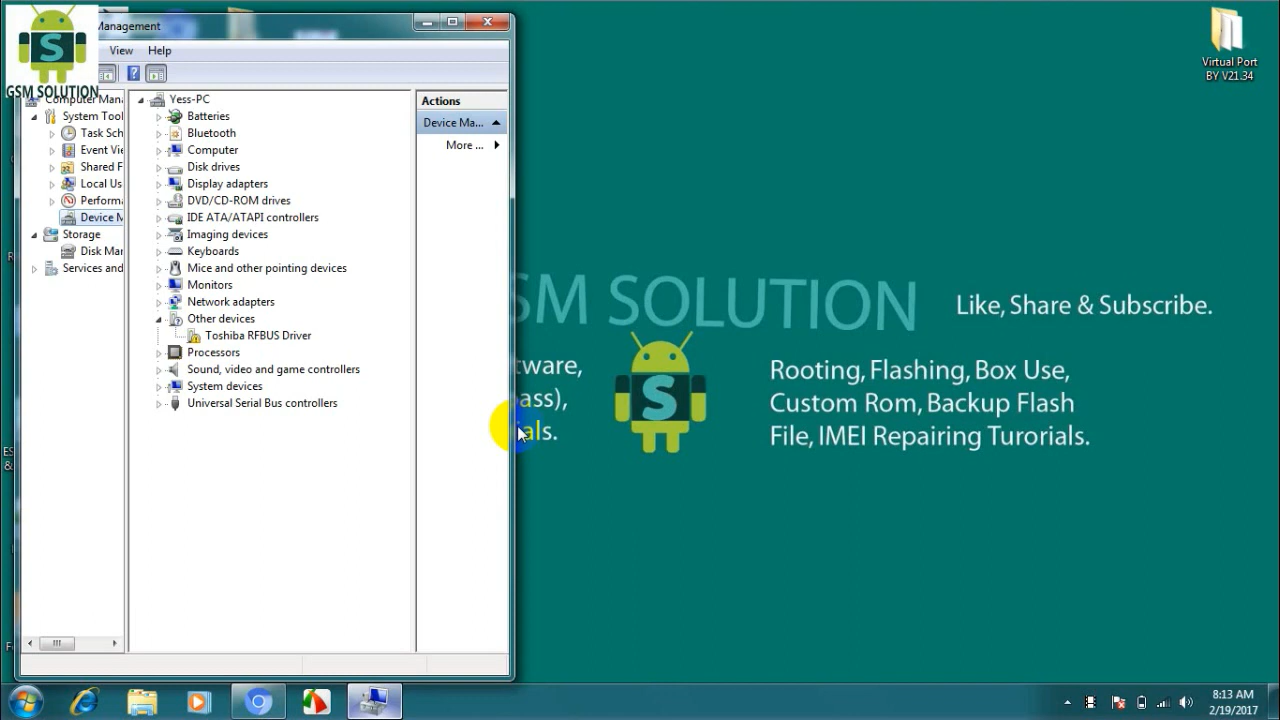 Management
View
Help
S
GSM SOLUTION
Computer Mana
System Tool
Task Sch
Event Vie
Shared F
Local Us
Performa
Device M
Storage
Disk Mar
Services and
Yess-PC
Batteries
Bluetooth
Computer
Disk drives
Display adapters
DVD/CD-ROM drives
IDE ATA/ATAPI controllers
Imaging devices
Keyboards
Mice and other pointing devices
Monitors
Network adapters
Other devices
Toshiba RFBUS Driver
Processors
Sound, video and game controllers
System devices
Universal Serial Bus controllers
Actions
Device Ma...
More ...
Virtual Port
BY V21.34
SM SOLUTION
Like, Share & Subscribe.
tware,
ass),
ials.
S
Rooting, Flashing, Box Use,
Custom Rom, Backup Flash
File, IMEI Repairing Turorials.
8:13 AM
2/19/2017